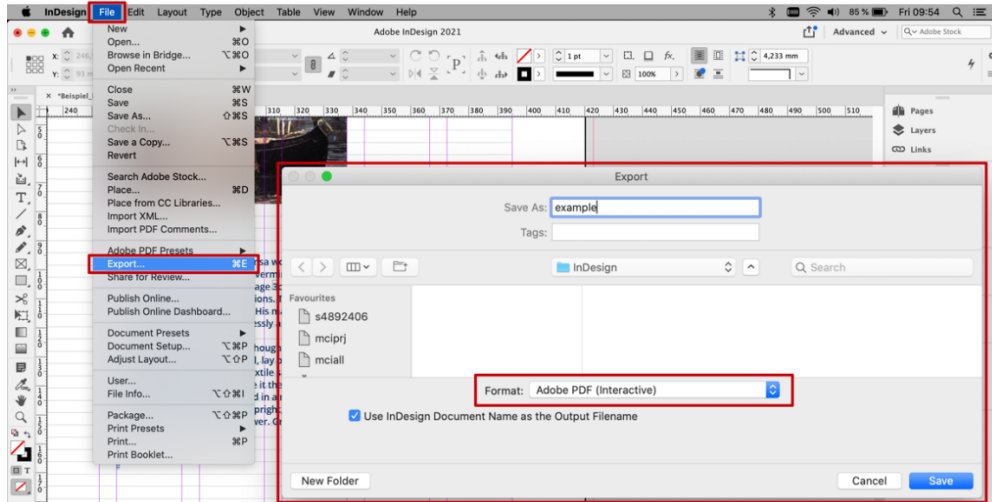 InDesign File Edit Layout Type Object Table View Window Help 85 % Fri 09:54
Adobe InDesign 2021 Advanced Adobe Stock
New
Open... ⌘O
Browse in Bridge... ⌥⌘O
Open Recent
Close ⌘W
Save ⌘S
Save As... ⇧⌘S
Check In...
Save a Copy... ⌥⌘S
Revert
Search Adobe Stock...
Place... ⌘D
Place from CC Libraries...
Import XML...
Import PDF Comments...
Adobe PDF Presets
Export... ⌘E
Share for Review...
Publish Online...
Publish Online Dashboard...
Document Presets
Document Setup... ⌥⌘P
Adjust Layout... ⌥⇧P
User...
File Info... ⌥⇧⌘I
Package... ⌥⇧⌘P
Print Presets
Print... ⌘P
Print Booklet...
X:
Y:
1 pt
100%
4,233 mm
× *Beispiel_
240 310 320 330 340 350 360 370 380 390 400 410 420 430 440 450 460 470 480 490 500 510
Pages
Layers
Links
Export
Save As: example
Tags:
InDesign
Search
Favourites
s4892406
mciprj
mciall
Format: Adobe PDF (Interactive)
Use InDesign Document Name as the Output Filename
New Folder Cancel Save